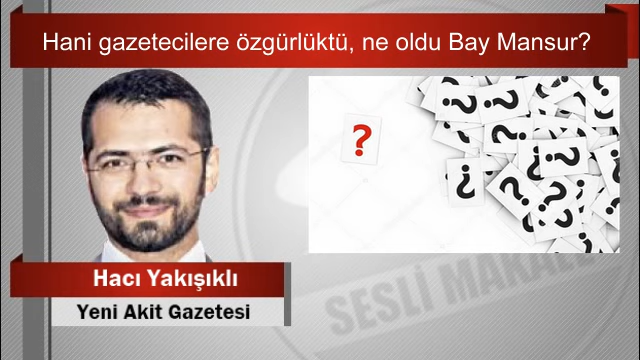 Hani gazetecilere özgürlüktü, ne oldu Bay Mansur?
?
Hacı Yakışıklı
Yeni Akit Gazetesi
SESLİ MAKALE